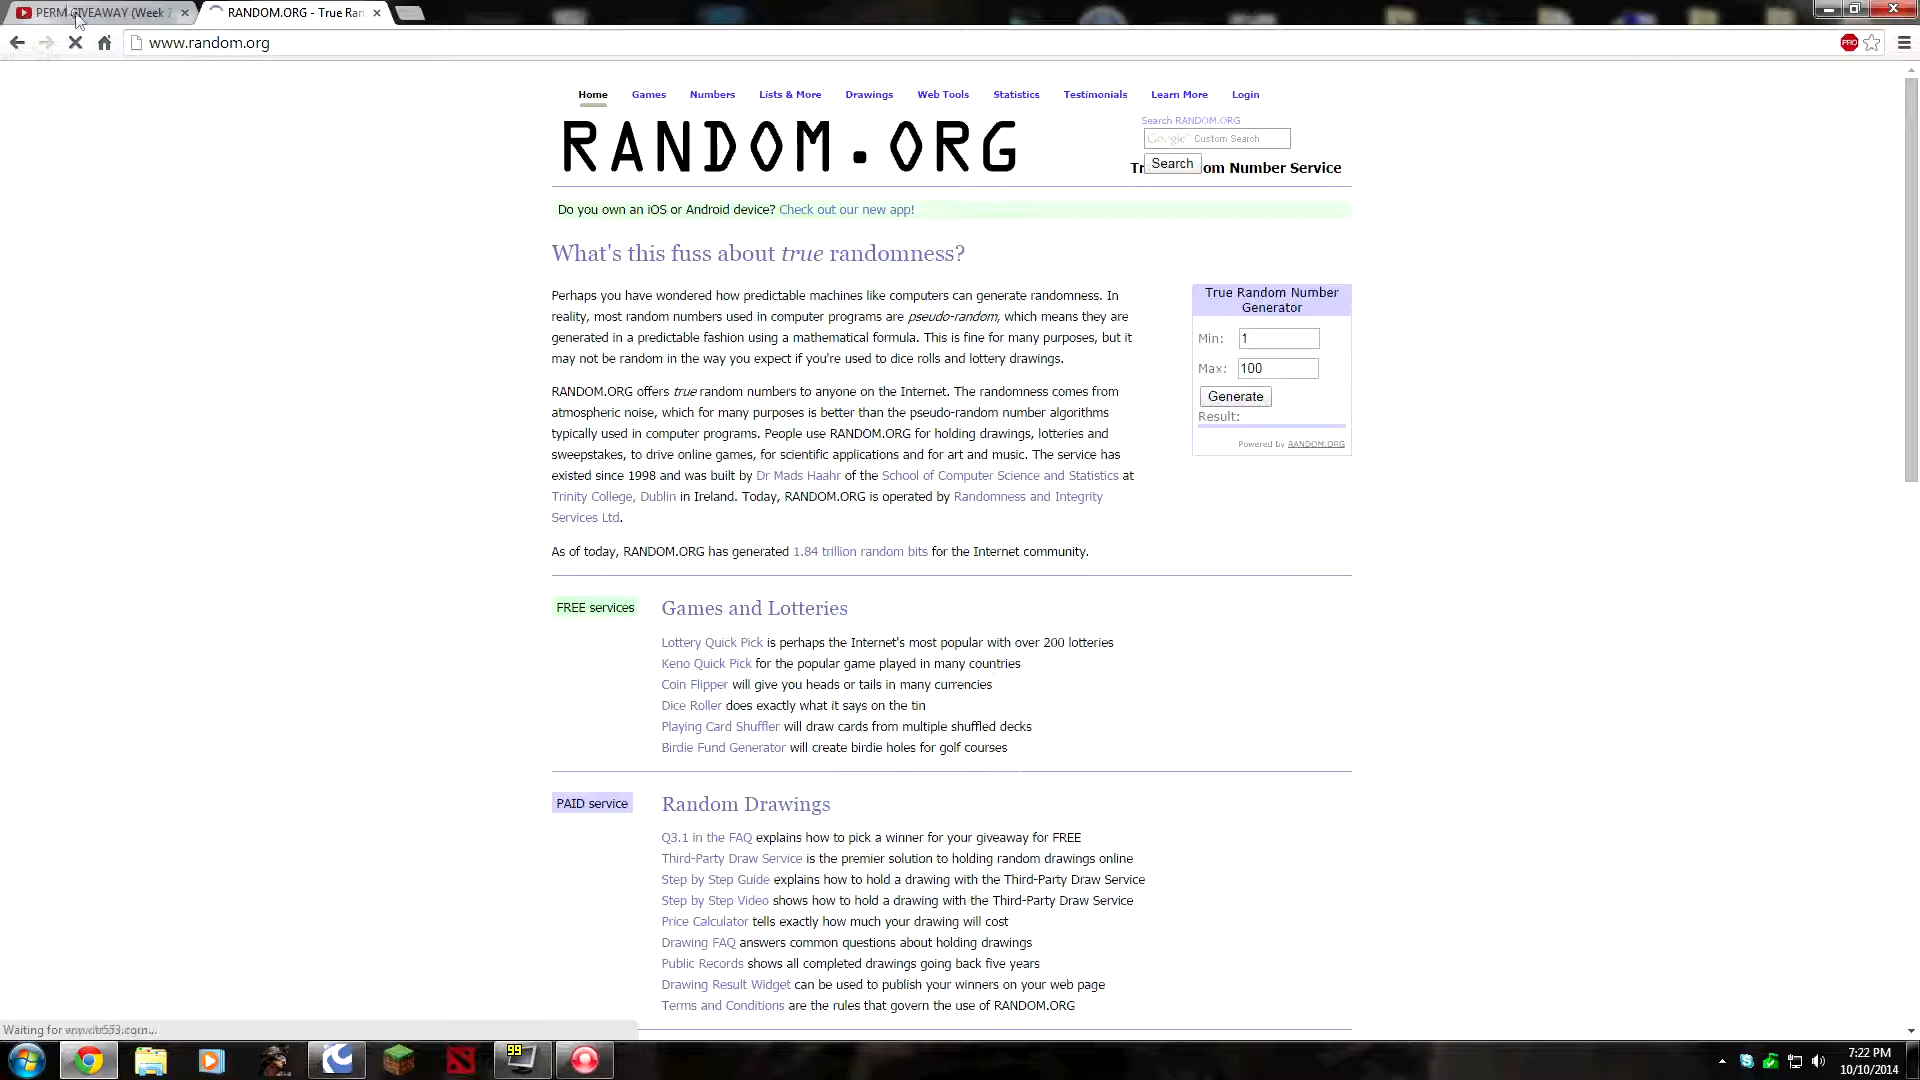 PERM GIVEAWAY (Week 7
RANDOM.ORG - True Ran
www.random.org
PRO
Home Games Numbers Lists & More Drawings Web Tools Statistics Testimonials Learn More Login
Search RANDOM.ORG
Google™ Custom Search
RANDOM.ORG
Search
Tr om Number Service
Do you own an iOS or Android device? Check out our new app!
What's this fuss about true randomness?
Perhaps you have wondered how predictable machines like computers can generate randomness. In
reality, most random numbers used in computer programs are pseudo-random, which means they are
generated in a predictable fashion using a mathematical formula. This is fine for many purposes, but it
may not be random in the way you expect if you're used to dice rolls and lottery drawings.
RANDOM.ORG offers true random numbers to anyone on the Internet. The randomness comes from
atmospheric noise, which for many purposes is better than the pseudo-random number algorithms
typically used in computer programs. People use RANDOM.ORG for holding drawings, lotteries and
sweepstakes, to drive online games, for scientific applications and for art and music. The service has
existed since 1998 and was built by Dr Mads Haahr of the School of Computer Science and Statistics at
Trinity College, Dublin in Ireland. Today, RANDOM.ORG is operated by Randomness and Integrity
Services Ltd.
As of today, RANDOM.ORG has generated 1.84 trillion random bits for the Internet community.
True Random Number
Generator
Min: 1
Max: 100
Generate
Result:
Powered by RANDOM.ORG
FREE services
Games and Lotteries
Lottery Quick Pick is perhaps the Internet's most popular with over 200 lotteries
Keno Quick Pick for the popular game played in many countries
Coin Flipper will give you heads or tails in many currencies
Dice Roller does exactly what it says on the tin
Playing Card Shuffler will draw cards from multiple shuffled decks
Birdie Fund Generator will create birdie holes for golf courses
PAID service
Random Drawings
Q3.1 in the FAQ explains how to pick a winner for your giveaway for FREE
Third-Party Draw Service is the premier solution to holding random drawings online
Step by Step Guide explains how to hold a drawing with the Third-Party Draw Service
Step by Step Video shows how to hold a drawing with the Third-Party Draw Service
Price Calculator tells exactly how much your drawing will cost
Drawing FAQ answers common questions about holding drawings
Public Records shows all completed drawings going back five years
Drawing Result Widget can be used to publish your winners on your web page
Terms and Conditions are the rules that govern the use of RANDOM.ORG
Waiting for
99
7:22 PM
10/10/2014